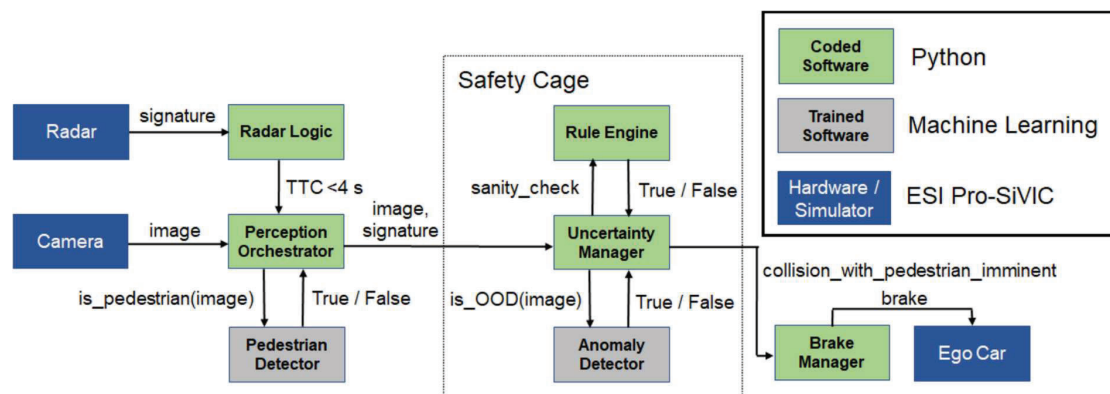 Safety Cage
Radar
signature
Radar Logic
TTC <4 s
Camera
image
Perception
Orchestrator
image,
signature
is_pedestrian(image)
True / False
Pedestrian
Detector
Rule Engine
sanity_check
True / False
Uncertainty
Manager
is_OOD(image)
True / False
Anomaly
Detector
collision_with_pedestrian_imminent
brake
Brake
Manager
Ego Car
Coded
Software
Python
Trained
Software
Machine Learning
Hardware /
Simulator
ESI Pro-SiVIC